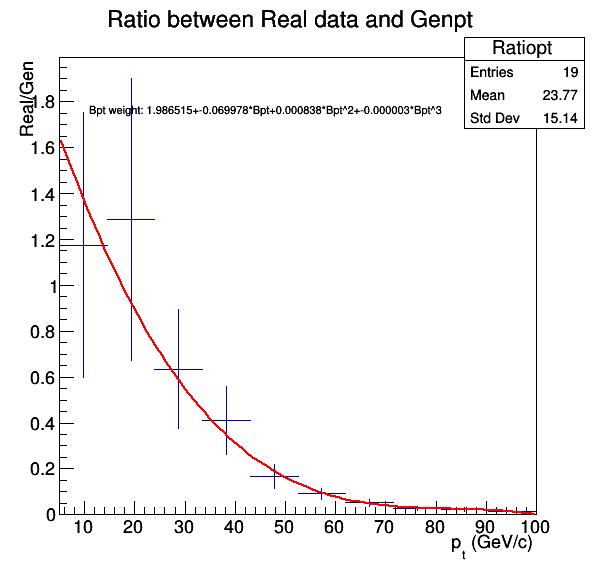 Ratio between Real data and Genpt
Ratiopt
Entries 19
Mean 23.77
Std Dev 15.14
Real/Gen
Bpt weight: 1.986515+-0.069978*Bpt+0.000838*Bpt^2+-0.000003*Bpt^3
1.8
1.6
1.4
1.2
1
0.8
0.6
0.4
0.2
0
10 20 30 40 50 60 70 80 90 100
p_t (GeV/c)